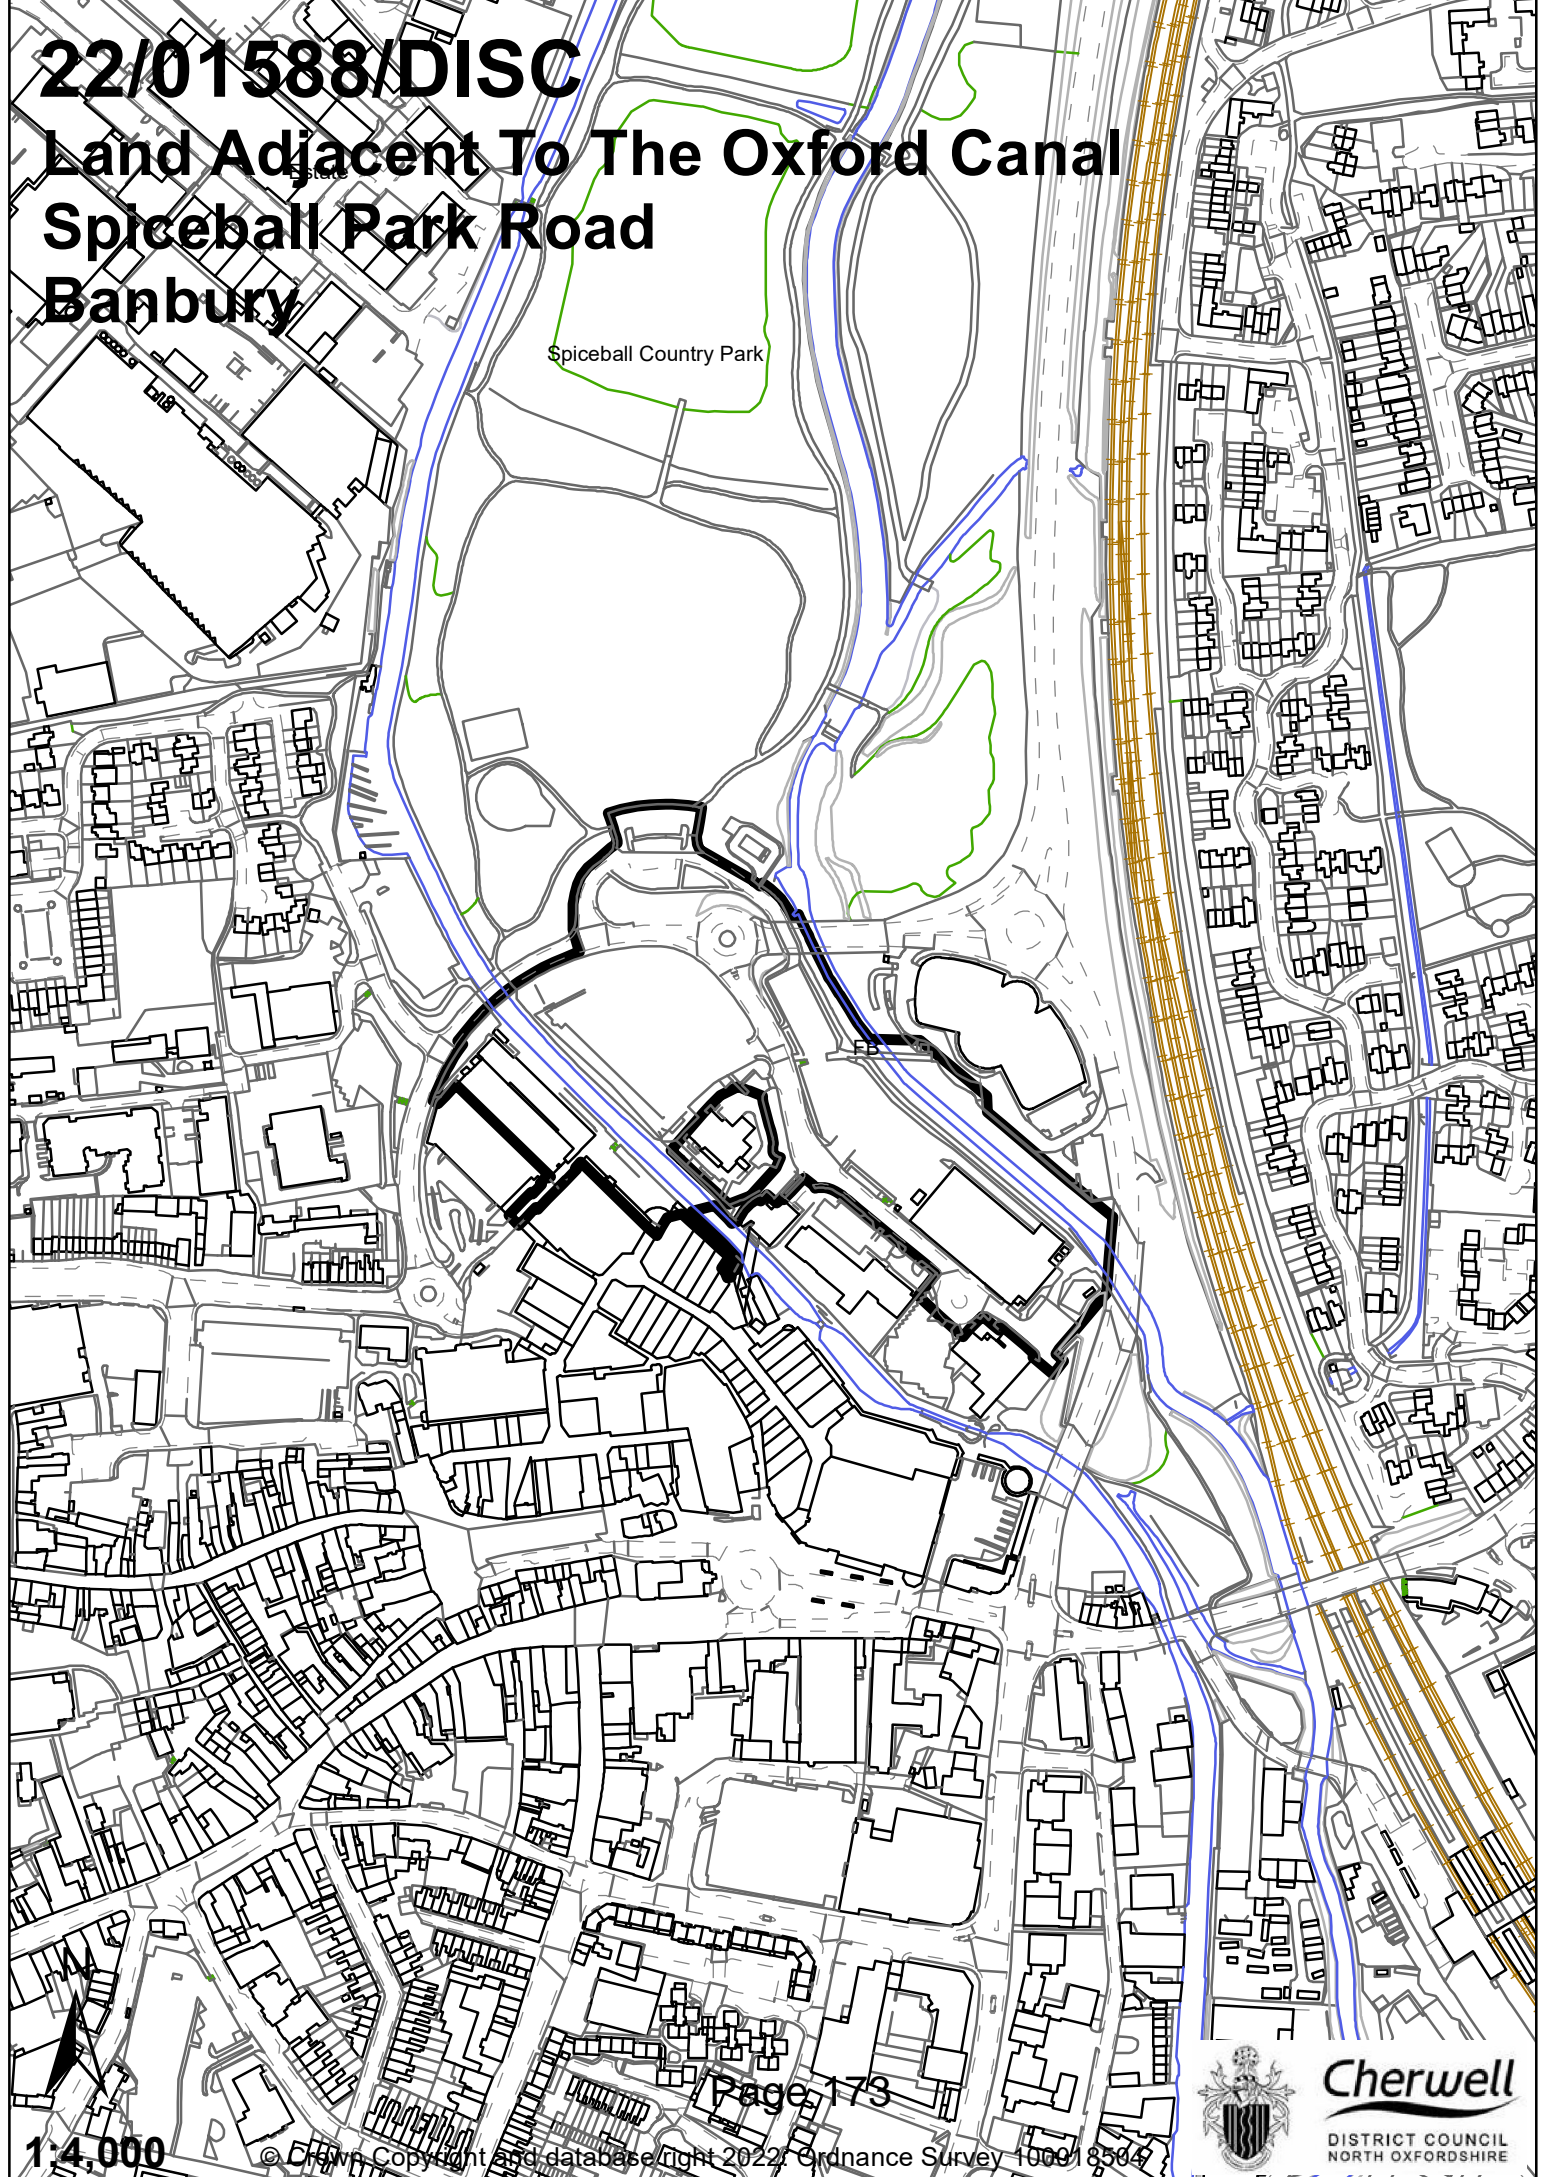 22/01588/DISC
Land Adjacent To The Oxford Canal
Estate
Spiceball Park Road
Banbury
Spiceball Country Park
FB
N
Page 173
1:4,000
© Crown Copyright and database right 2022. Ordnance Survey 100018504
Cherwell
DISTRICT COUNCIL
NORTH OXFORDSHIRE